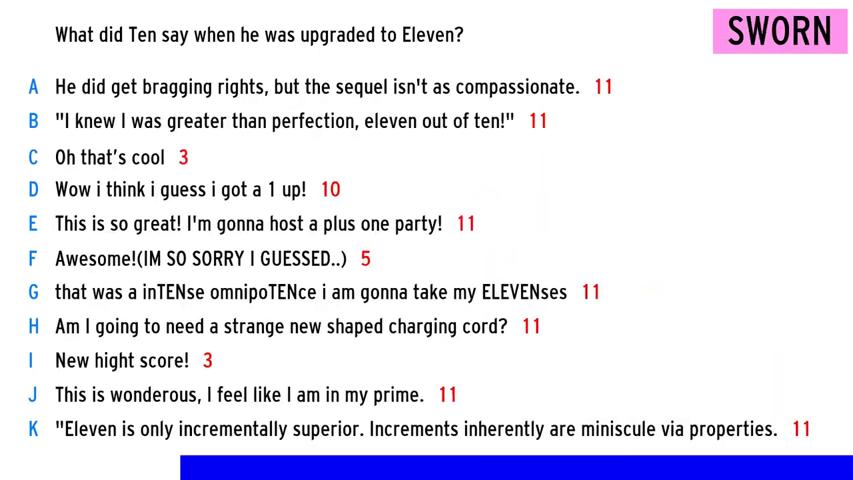 What did Ten say when he was upgraded to Eleven?
SWORN
A He did get bragging rights, but the sequel isn't as compassionate. 11
B "I knew I was greater than perfection, eleven out of ten!" 11
C Oh that's cool 3
D Wow i think i guess i got a 1 up! 10
E This is so great! I'm gonna host a plus one party! 11
F Awesome!(IM SO SORRY I GUESSED..) 5
G that was a inTENse omnipoTENce i am gonna take my ELEVENses 11
H Am I going to need a strange new shaped charging cord? 11
I New hight score! 3
J This is wonderous, I feel like I am in my prime. 11
K "Eleven is only incrementally superior. Increments inherently are miniscule via properties. 11